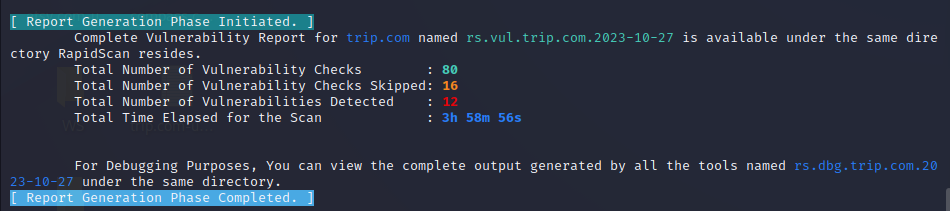 [ Report Generation Phase Initiated. ]
Complete Vulnerability Report for trip.com named rs.vul.trip.com.2023-10-27 is available under the same dire
ctory RapidScan resides.
Total Number of Vulnerability Checks : 80
Total Number of Vulnerability Checks Skipped: 16
Total Number of Vulnerabilities Detected : 12
Total Time Elapsed for the Scan : 3h 58m 56s
For Debugging Purposes, You can view the complete output generated by all the tools named rs.dbg.trip.com.20
23-10-27 under the same directory.
[ Report Generation Phase Completed. ]